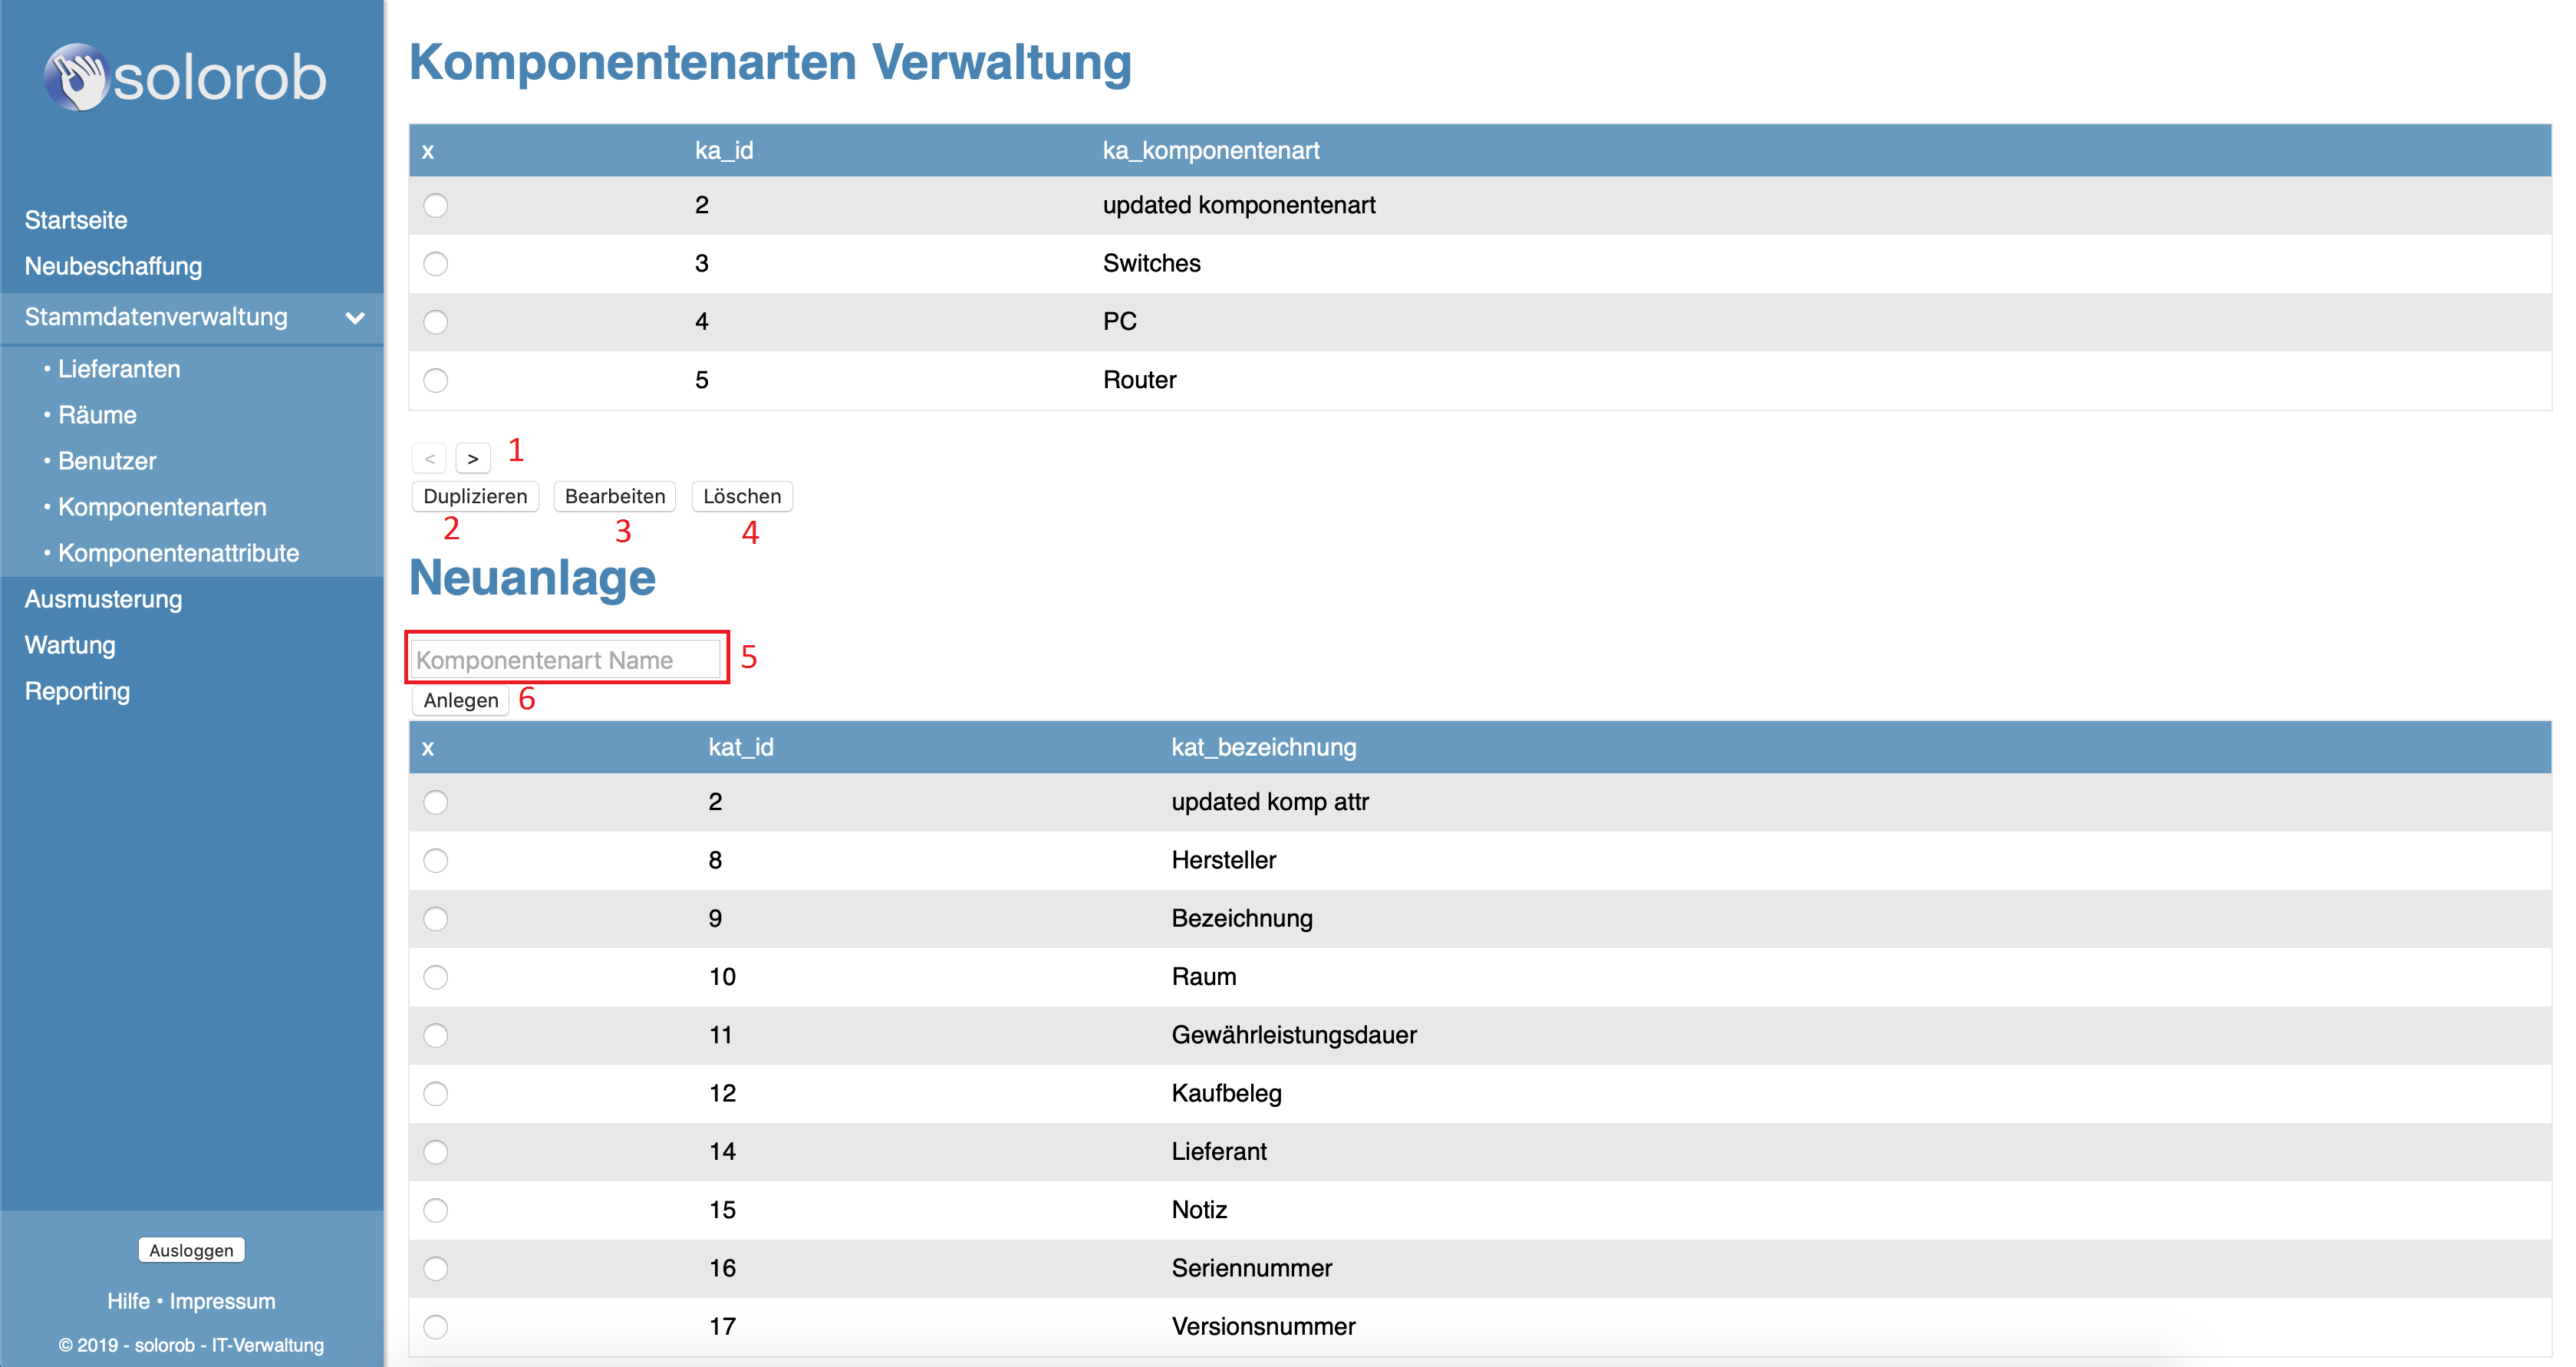 solorob
Startseite
Neubeschaffung
Stammdatenverwaltung
• Lieferanten
• Räume
• Benutzer
• Komponentenarten
• Komponentenattribute
Ausmusterung
Wartung
Reporting
Ausloggen
Hilfe • Impressum
© 2019 - solorob - IT-Verwaltung
Komponentenarten Verwaltung
x ka_id ka_komponentenart
2 updated komponentenart
3 Switches
4 PC
5 Router
< > 1
Duplizieren Bearbeiten Löschen
2 3 4
Neuanlage
Komponentenart Name 5
Anlegen 6
x kat_id kat_bezeichnung
2 updated komp attr
8 Hersteller
9 Bezeichnung
10 Raum
11 Gewährleistungsdauer
12 Kaufbeleg
14 Lieferant
15 Notiz
16 Seriennummer
17 Versionsnummer